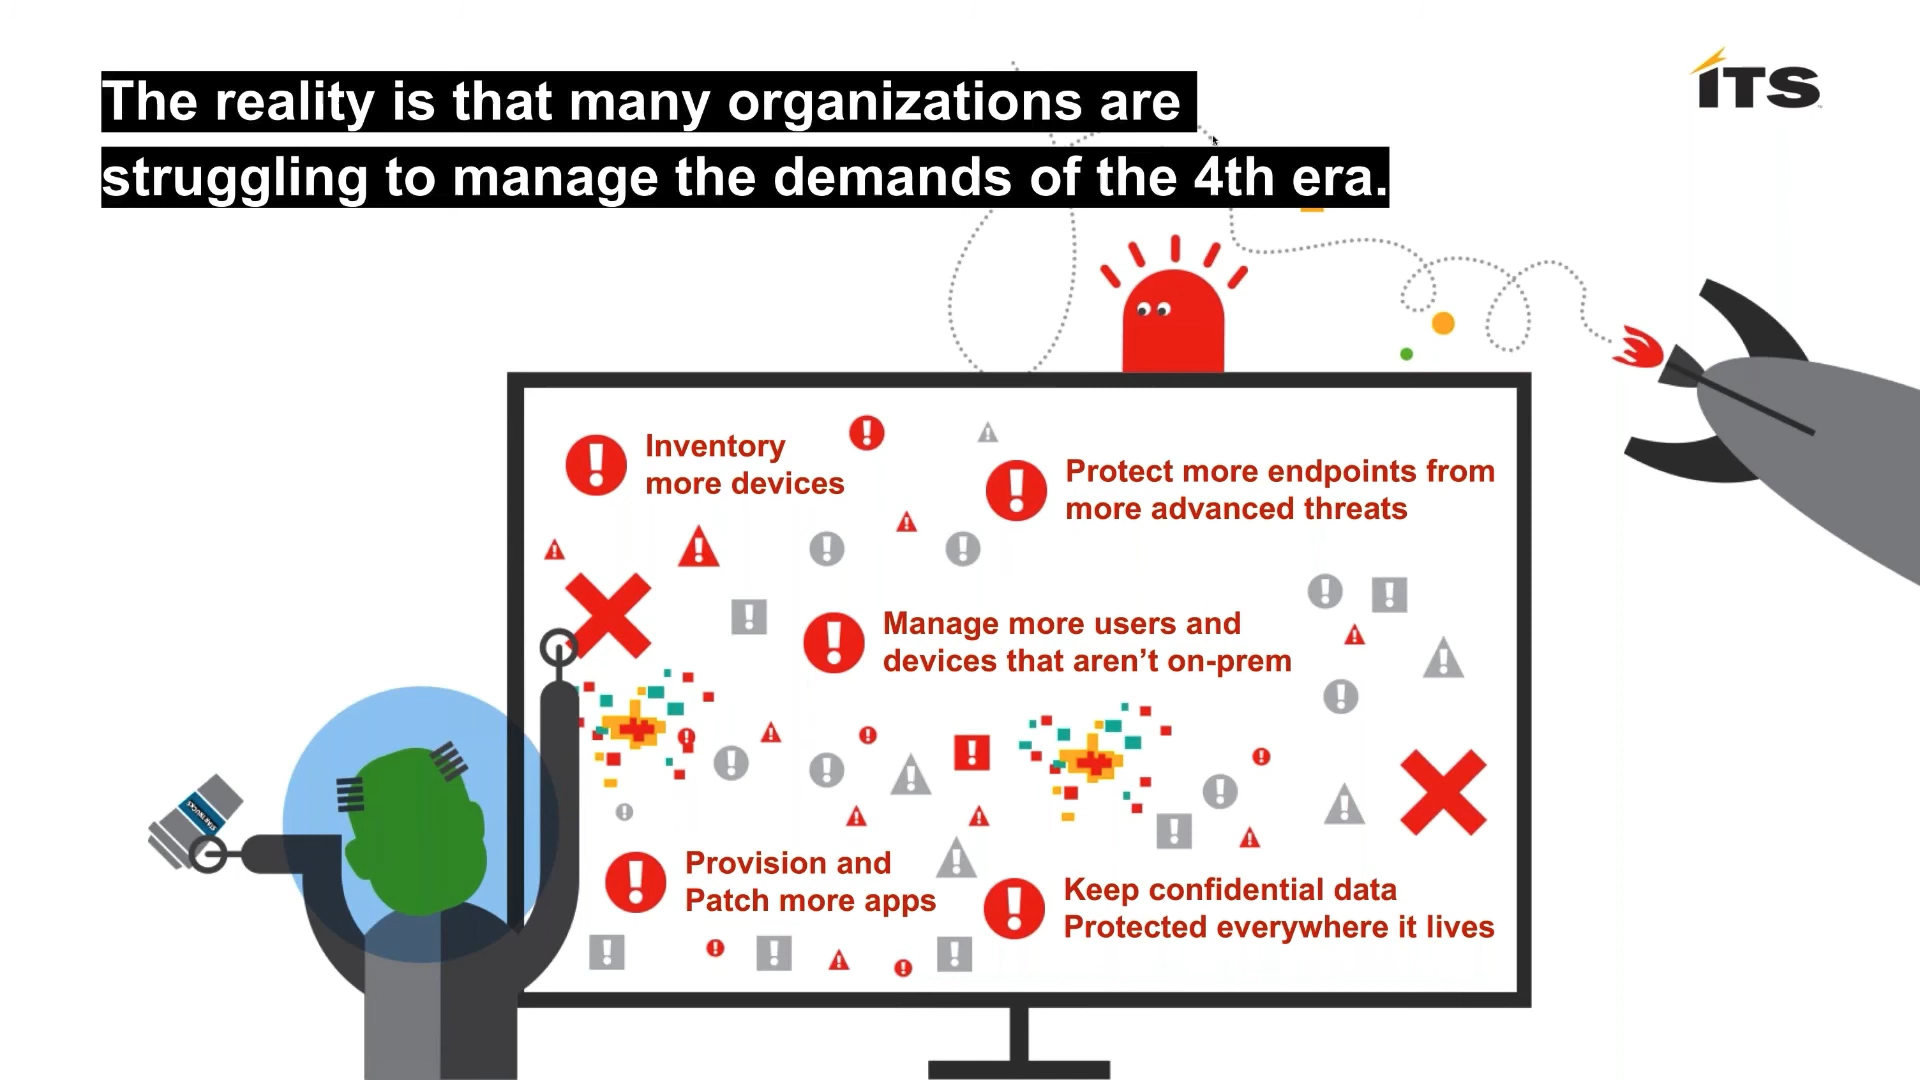 The reality is that many organizations are
struggling to manage the demands of the 4th era.
ITS
Inventory
more devices
Protect more endpoints from
more advanced threats
Manage more users and
devices that aren’t on-prem
Provision and
Patch more apps
Keep confidential data
Protected everywhere it lives